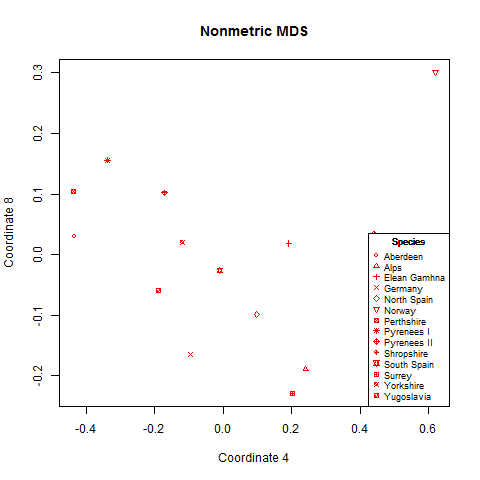 Nonmetric MDS
Coordinate 8
0.3
0.2
0.1
0.0
-0.1
-0.2
Species
Aberdeen
Alps
Elean Gamhna
Germany
North Spain
Norway
Perthshire
Pyrenees I
Pyrenees II
Shropshire
South Spain
Surrey
Yorkshire
Yugoslavia
-0.4 -0.2 0.0 0.2 0.4 0.6
Coordinate 4